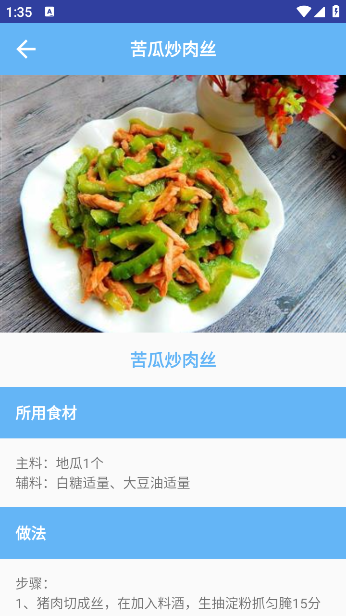 1:35
A
苦瓜炒肉丝
苦瓜炒肉丝
所用食材
主料：地瓜1个
辅料：白糖适量、大豆油适量
做法
步骤：
1、猪肉切成丝，在加入料酒，生抽淀粉抓匀腌15分